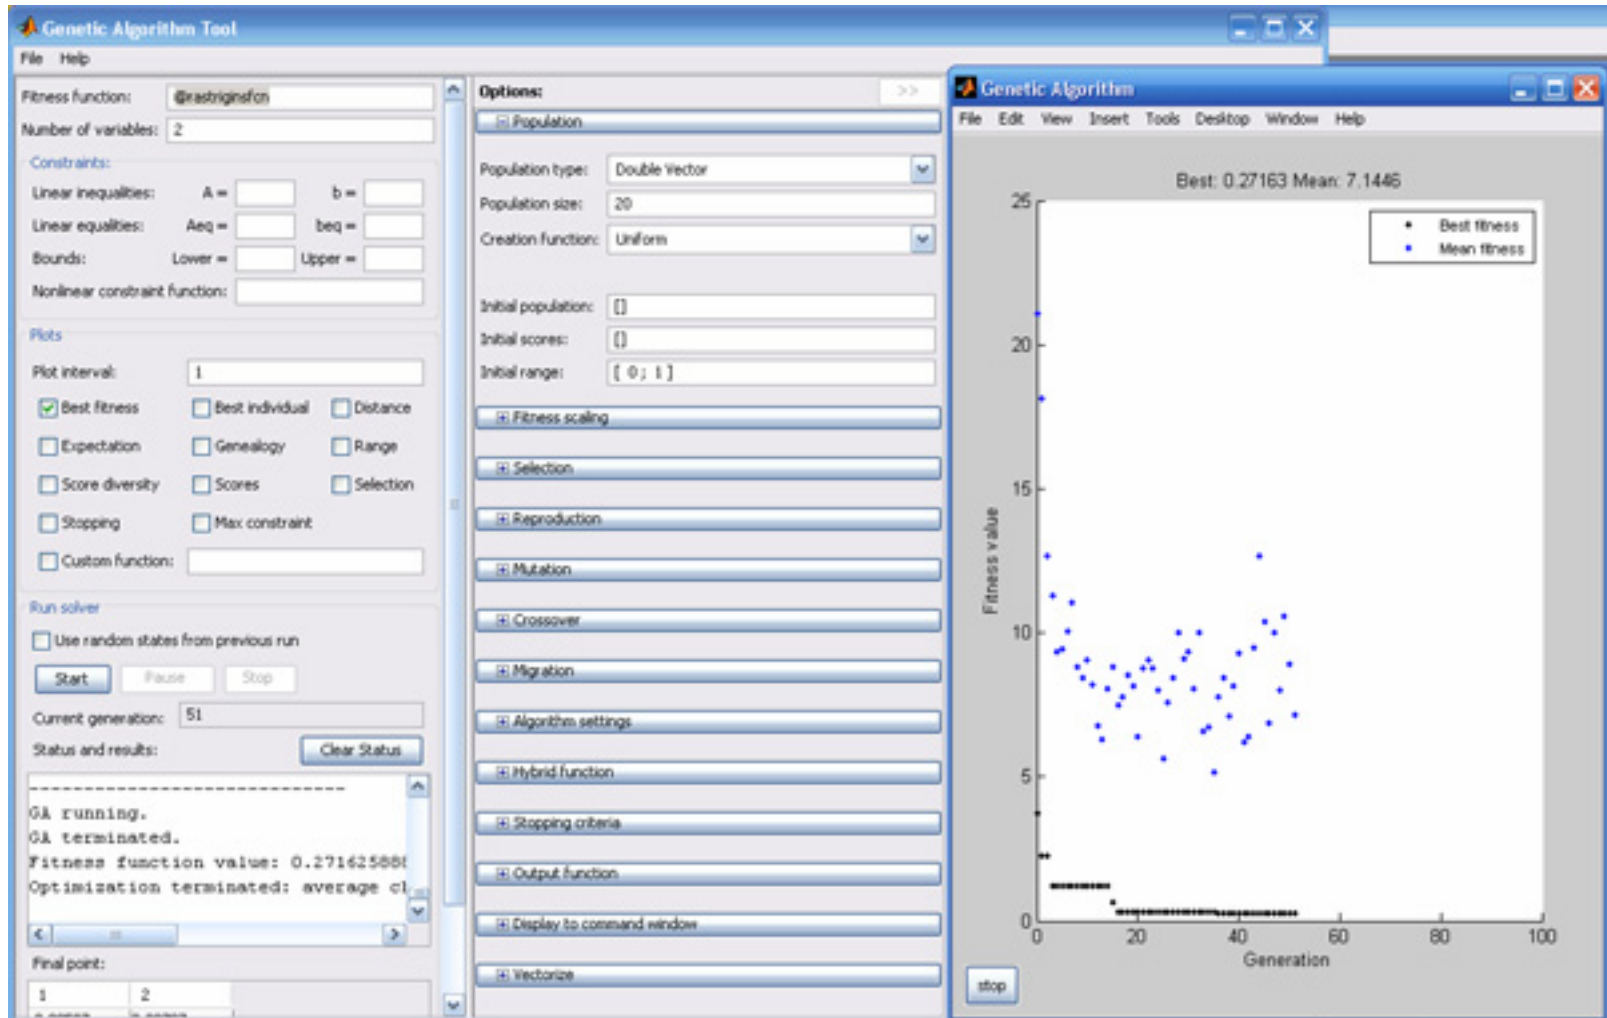 Genetic Algorithm Tool
File Help
Fitness function: @rastriginsfcn
Number of variables: 2
Constraints:
Linear inequalities: A = b =
Linear equalities: Aeq = beq =
Bounds: Lower = Upper =
Nonlinear constraint function:
Plots
Plot interval: 1
Best fitness Best individual Distance
Expectation Genealogy Range
Score diversity Scores Selection
Stopping Max constraint
Custom function:
Run solver
Use random states from previous run
Start Pause Stop
Current generation: 51
Status and results: Clear Status
GA running.
GA terminated.
Fitness function value: 0.271625888
Optimization terminated: average c
Final point:
1 2
Options: >>
Population
Population type: Double Vector
Population size: 20
Creation function: Uniform
Initial population: []
Initial scores: []
Initial range: [ 0; 1 ]
Fitness scaling
Selection
Reproduction
Mutation
Crossover
Migration
Algorithm settings
Hybrid function
Stopping criteria
Output function
Display to command window
Vectorize
Genetic Algorithm
File Edit View Insert Tools Desktop Window Help
Best: 0.27163 Mean: 7.1446
Best fitness
Mean fitness
25
20
15
10
5
0
Fitness value
0 20 40 60 80 100
Generation
stop